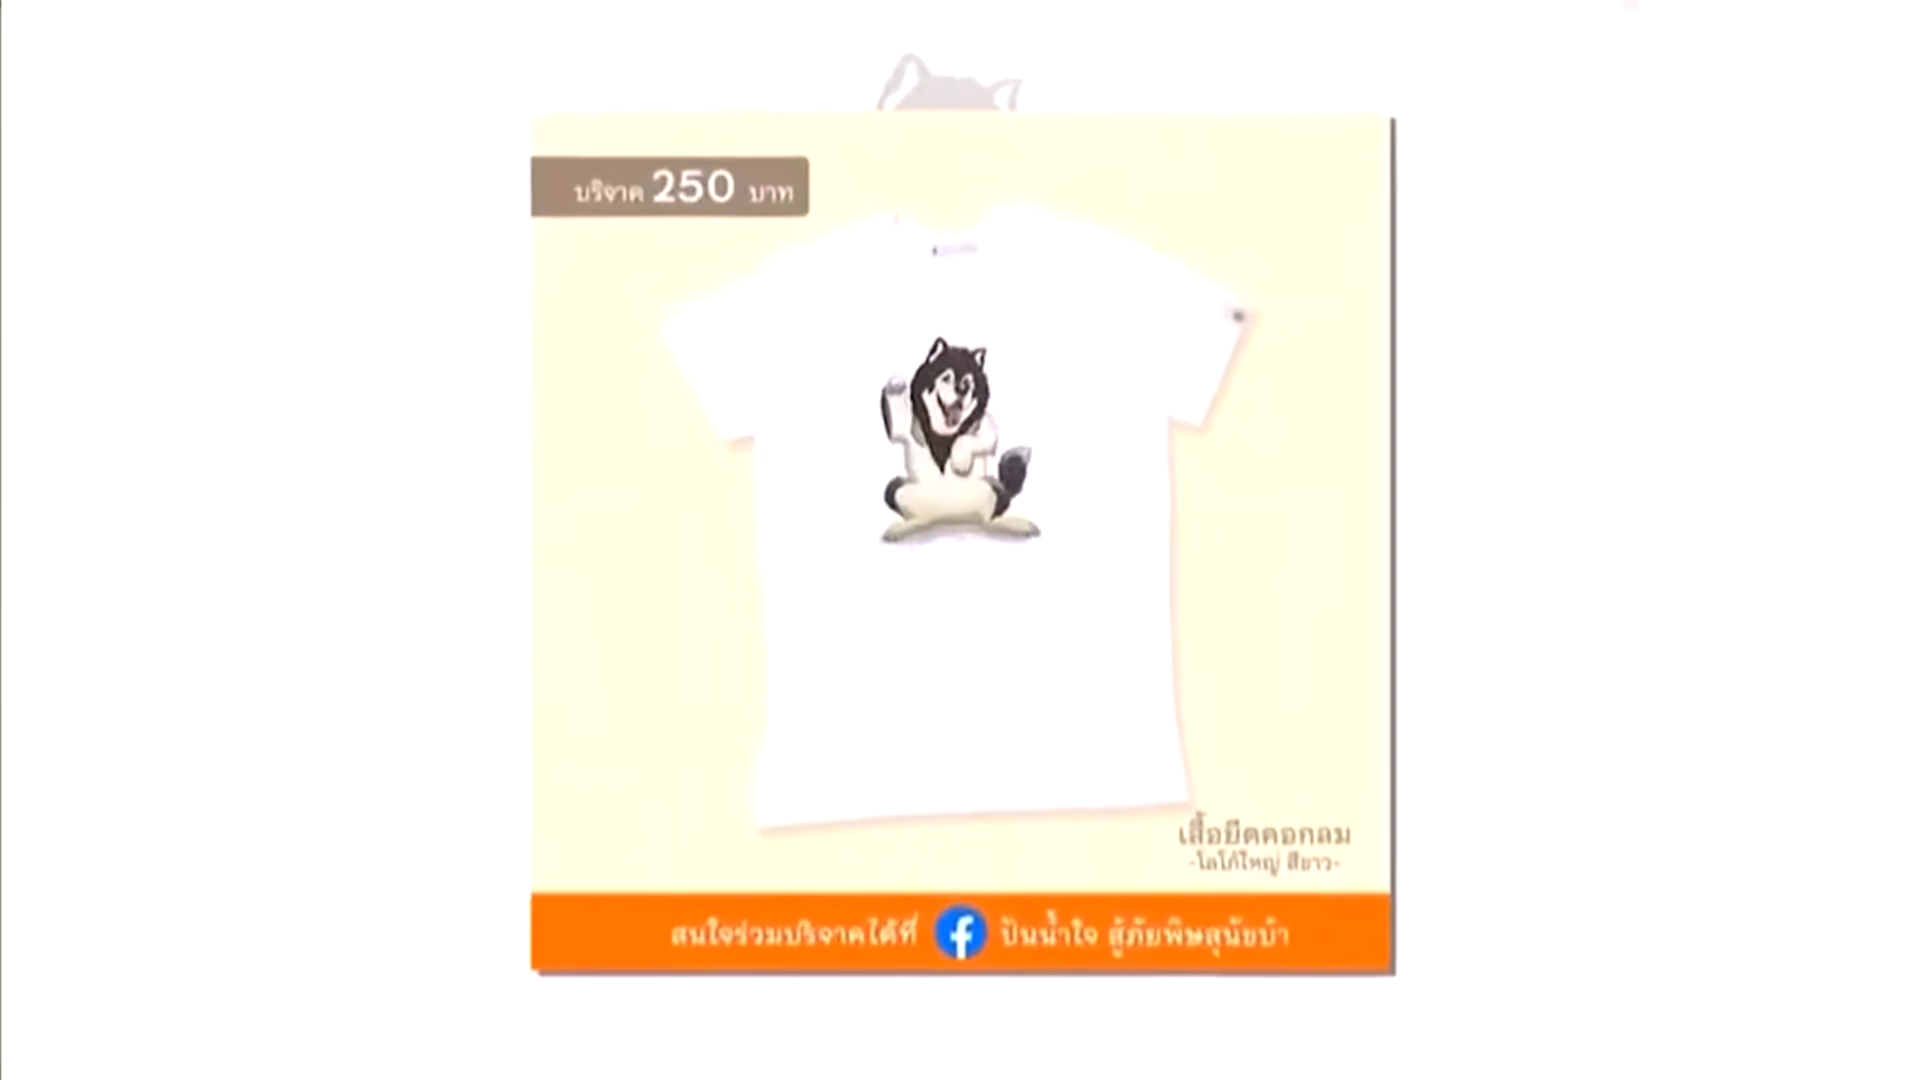 บริจาค 250 บาท
เสื้อยืดคอกลม
-โลโก้ใหญ่ สีขาว-
สนใจร่วมบริจาคได้ที่ ปันน้ำใจ สู้ภัยพิษสุนัขบ้า